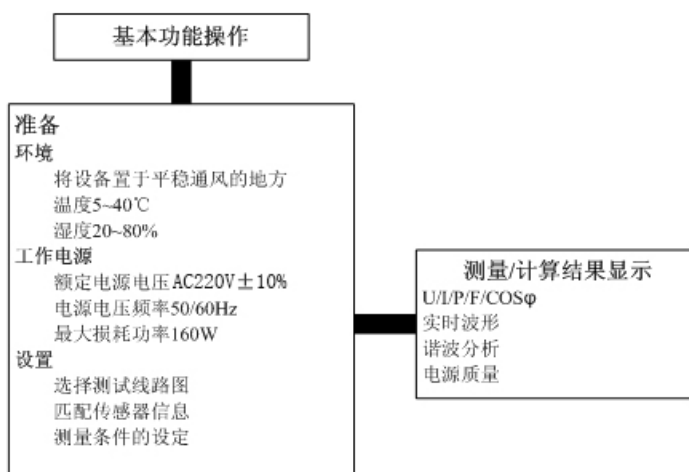 基本功能操作
准备
环境
将设备置于平稳通风的地方
温度5~40℃
湿度20~80%
工作电源
额定电源电压AC220V±10%
电源电压频率50/60Hz
最大损耗功率160W
设置
选择测试线路图
匹配传感器信息
测量条件的设定
测量/计算结果显示
U/I/P/F/COSφ
实时波形
谐波分析
电源质量